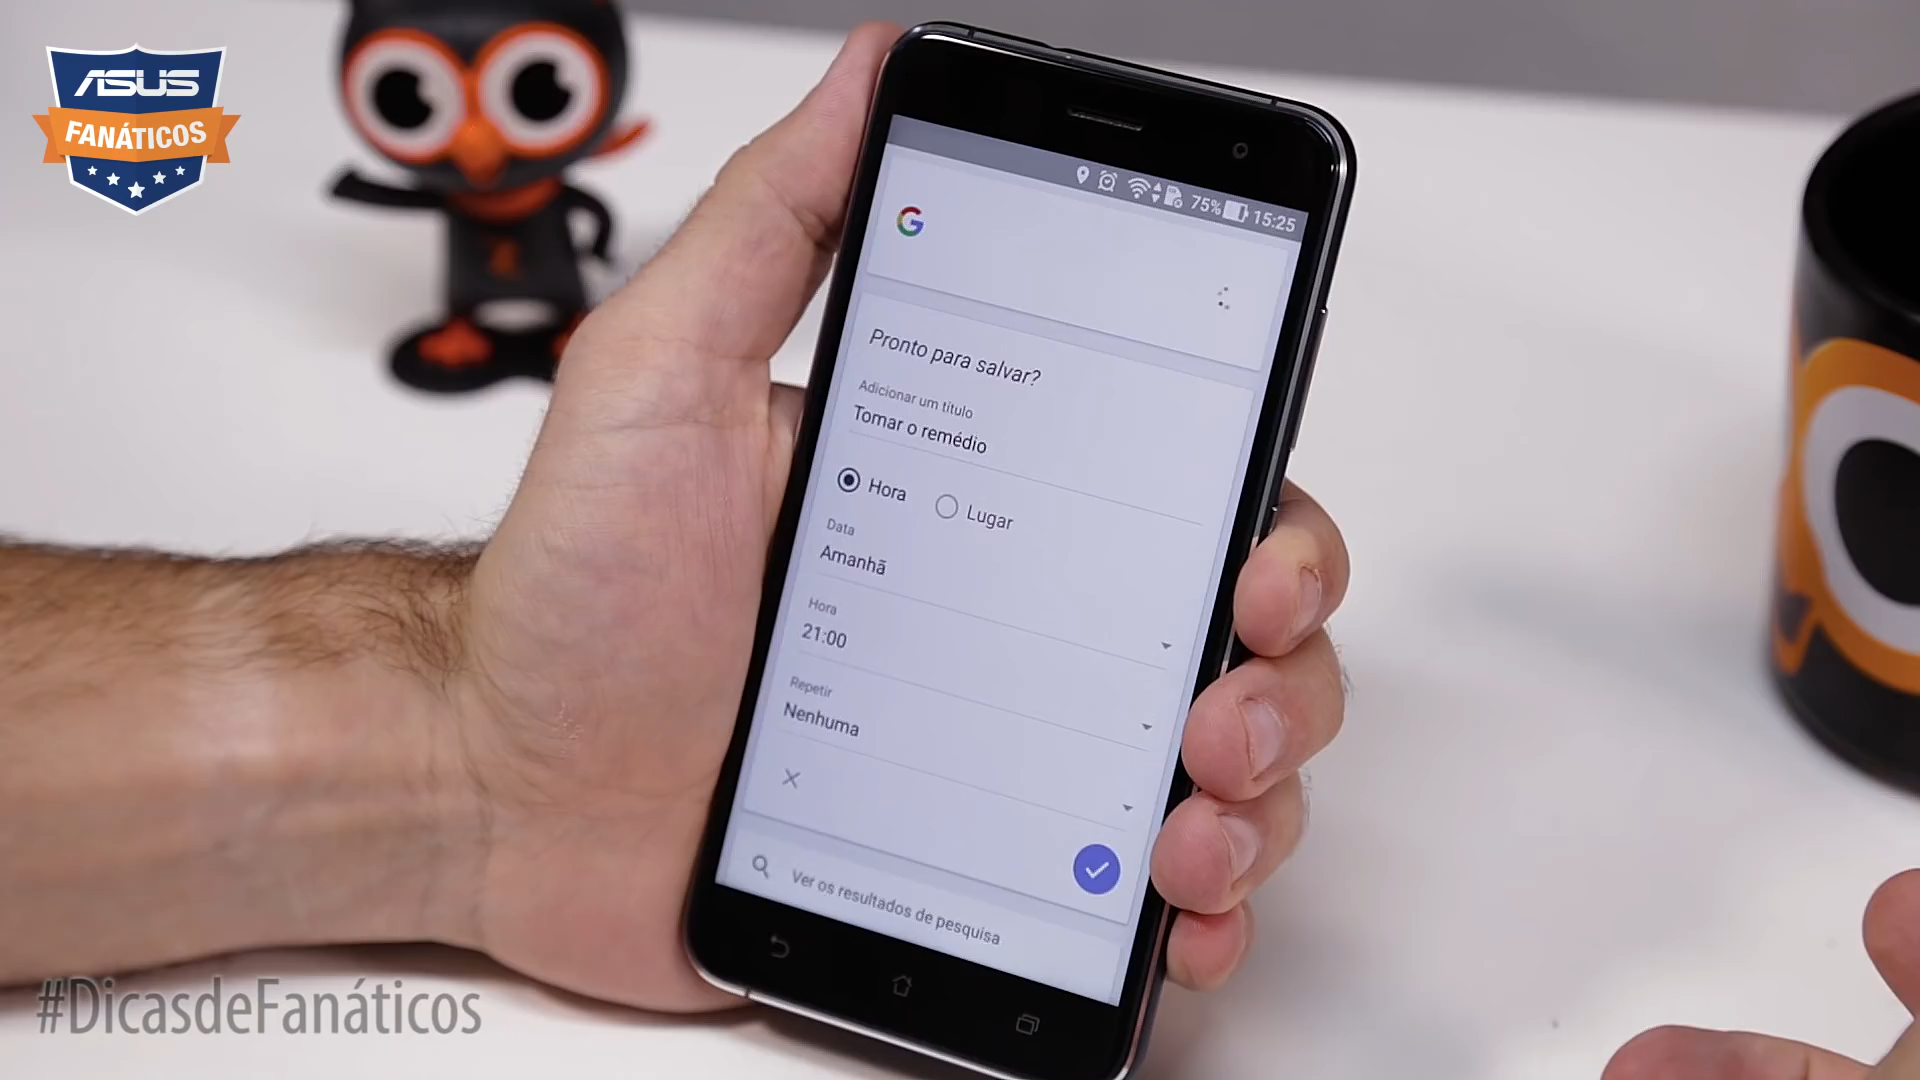 ASUS
FANÁTICOS
75% 15:25
G
Pronto para salvar?
Adicionar um título
Tomar o remédio
Hora Lugar
Data
Amanhã
Hora
21:00
Repetir
Nenhuma
Ver os resultados de pesquisa
#DicasdeFanáticos